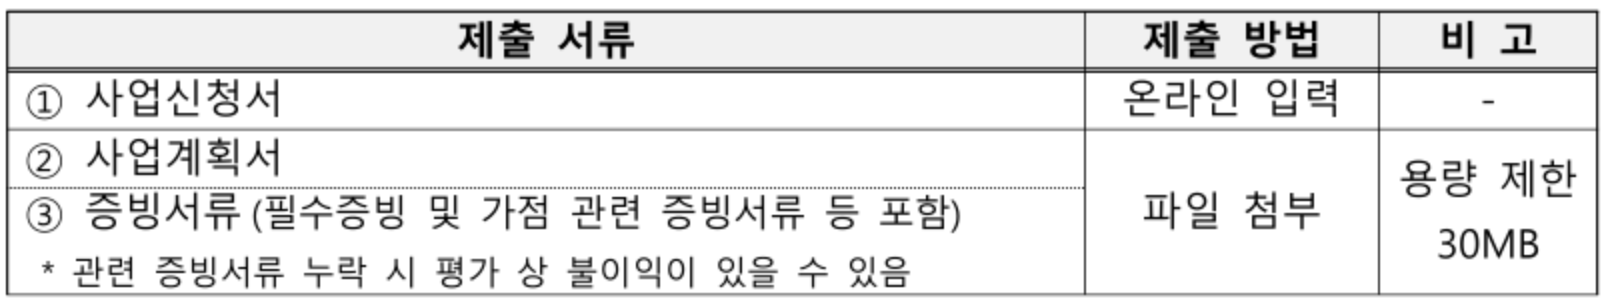 제출 서류 제출 방법 비 고
① 사업신청서 온라인 입력 -
② 사업계획서
③ 증빙서류 (필수증빙 및 가점 관련 증빙서류 등 포함)
* 관련 증빙서류 누락 시 평가 상 불이익이 있을 수 있음
파일 첨부
용량 제한
30MB